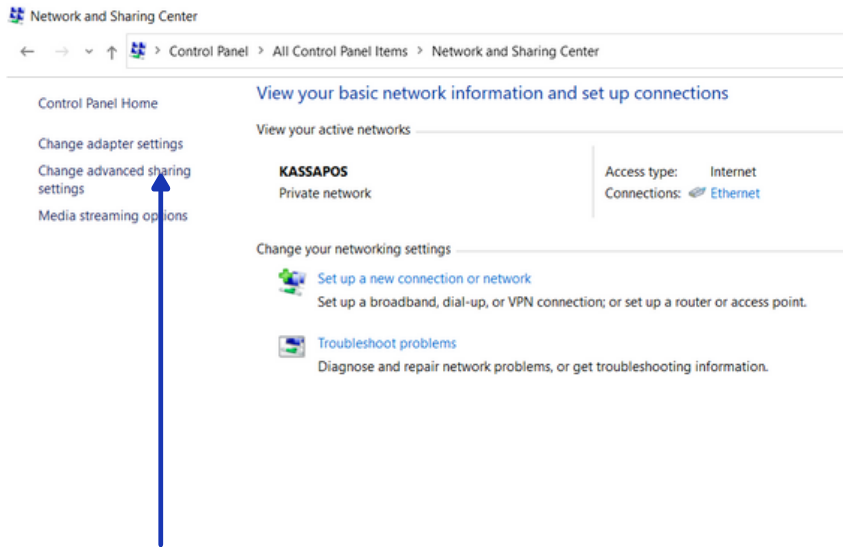 Network and Sharing Center
Control Panel > All Control Panel Items > Network and Sharing Center
Control Panel Home
Change adapter settings
Change advanced sharing
settings
Media streaming options
View your basic network information and set up connections
View your active networks
KASSAPOS
Private network
Access type: Internet
Connections: Ethernet
Change your networking settings
Set up a new connection or network
Set up a broadband, dial-up, or VPN connection; or set up a router or access point.
Troubleshoot problems
Diagnose and repair network problems, or get troubleshooting information.